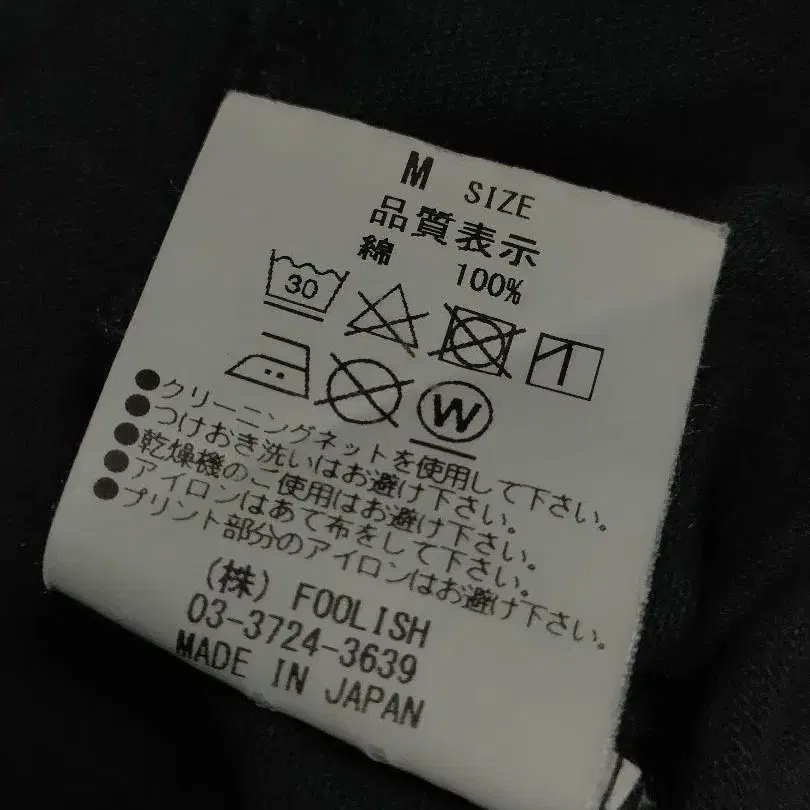 M SIZE
品質表示
綿 100%
30
W
●クリーニングネットを使用して下さい。
●つけおき洗いはお避け下さい。
●乾燥機のご使用はお避け下さい。
●アイロンはあて布をして下さい。
●プリント部分のアイロンはお避け下さい。
(株) FOOLISH
03-3724-3639
MADE IN JAPAN